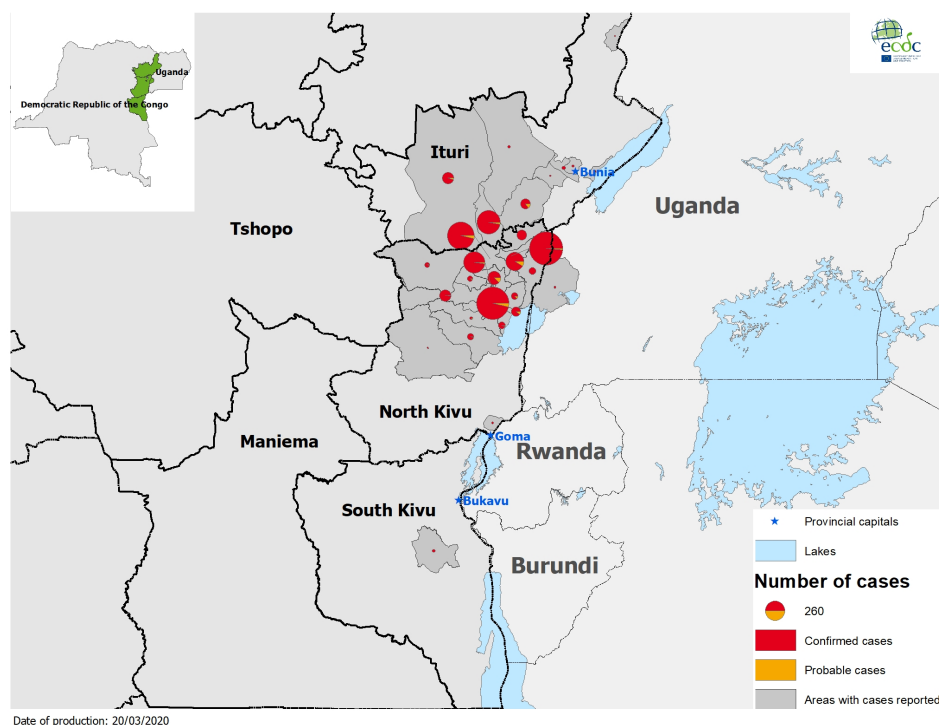 ecdc
Uganda
Democratic Republic of the Congo
Ituri
Bunia
Uganda
Tshopo
North Kivu
Goma
Maniema
Rwanda
South Kivu
Bukavu
Burundi
Provincial capitals
Lakes
Number of cases
260
Confirmed cases
Probable cases
Areas with cases reported
Date of production: 20/03/2020